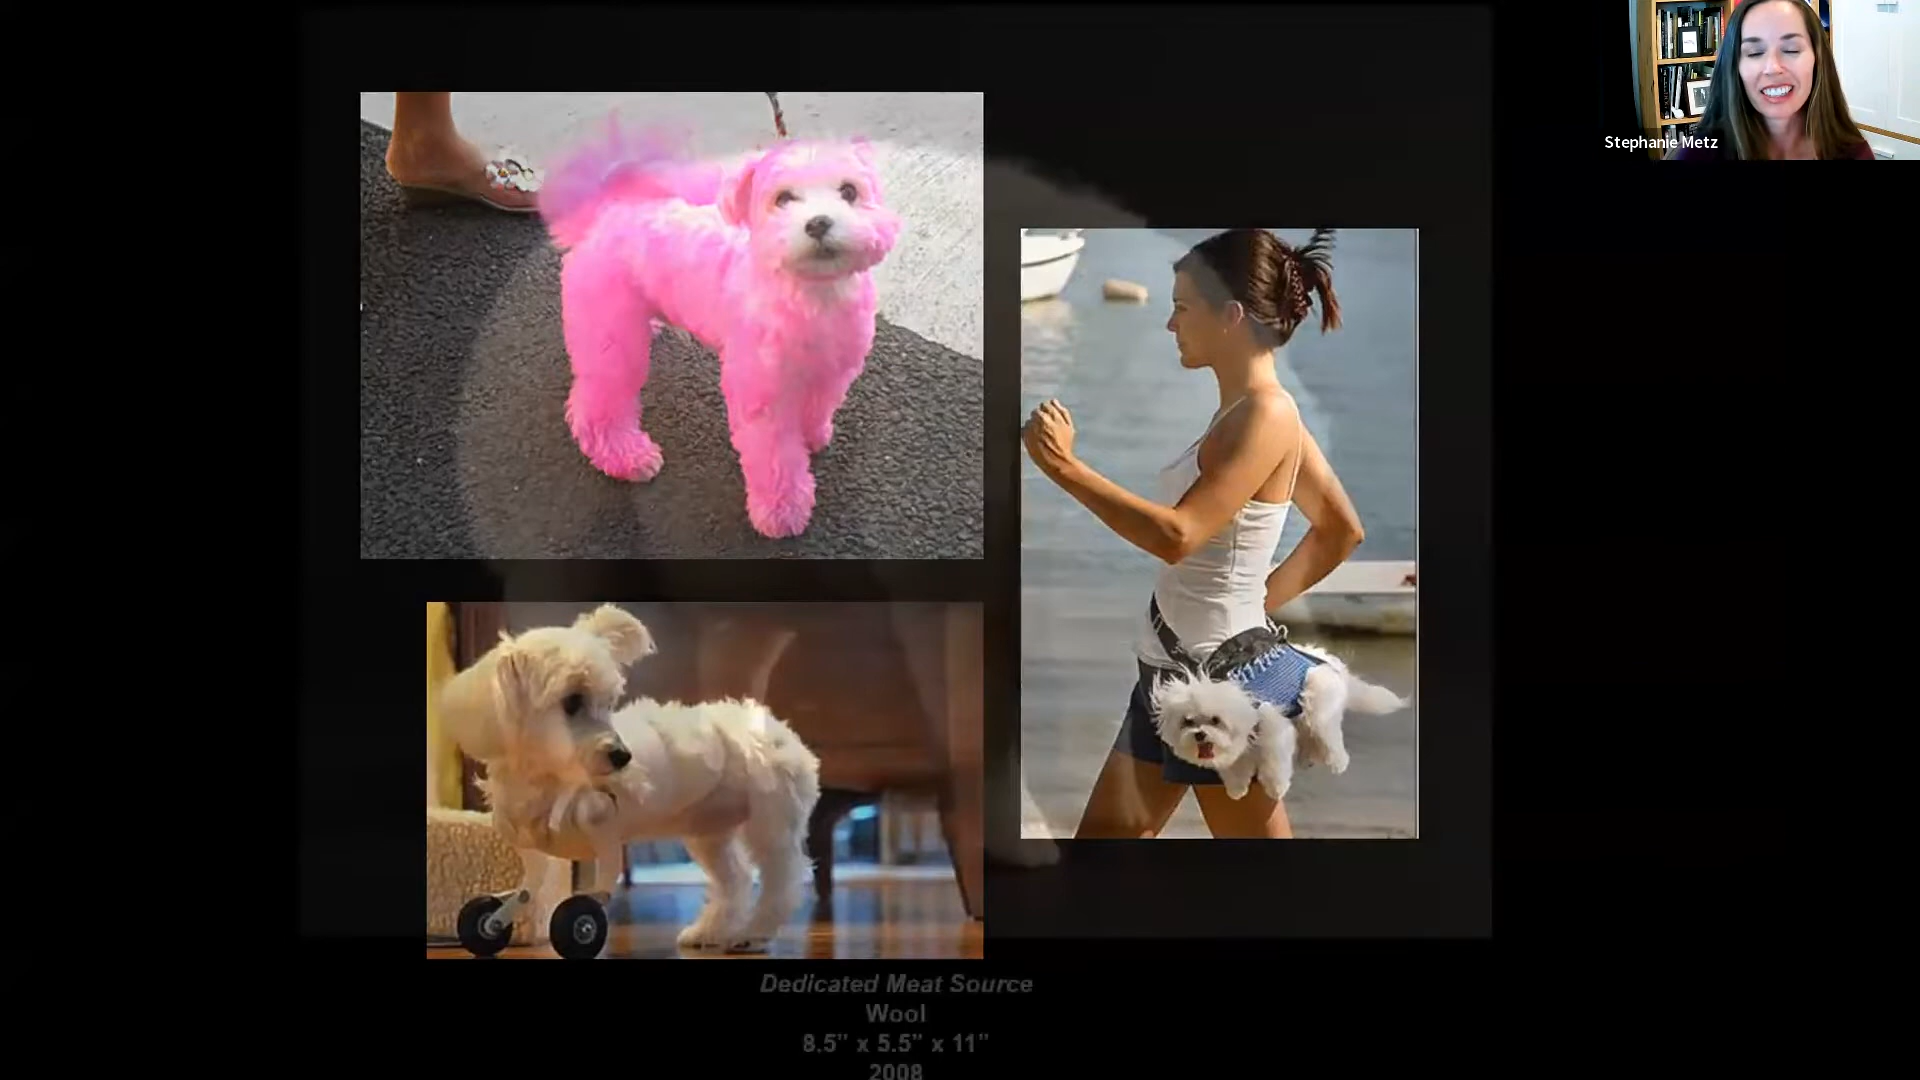 Stephanie Metz
Dedicated Meat Source
Wool
8.5" x 5.5" x 11"
2008